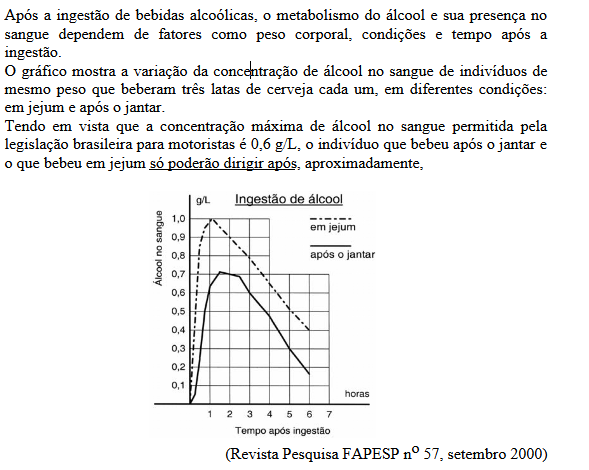 Após a ingestão de bebidas alcoólicas, o metabolismo do álcool e sua presença no
sangue dependem de fatores como peso corporal, condições e tempo após a
ingestão.
O gráfico mostra a variação da concentração de álcool no sangue de indivíduos de
mesmo peso que beberam três latas de cerveja cada um, em diferentes condições:
em jejum e após o jantar.
Tendo em vista que a concentração máxima de álcool no sangue permitida pela
legislação brasileira para motoristas é 0,6 g/L, o indivíduo que bebeu após o jantar e
o que bebeu em jejum só poderão dirigir após, aproximadamente,
g/L
Ingestão de álcool
em jejum
após o jantar
Álcool no sangue
1,0
0,9
0,8
0,7
0,6
0,5
0,4
0,3
0,2
0,1
horas
1 2 3 4 5 6 7
Tempo após ingestão
(Revista Pesquisa FAPESP nº 57, setembro 2000)